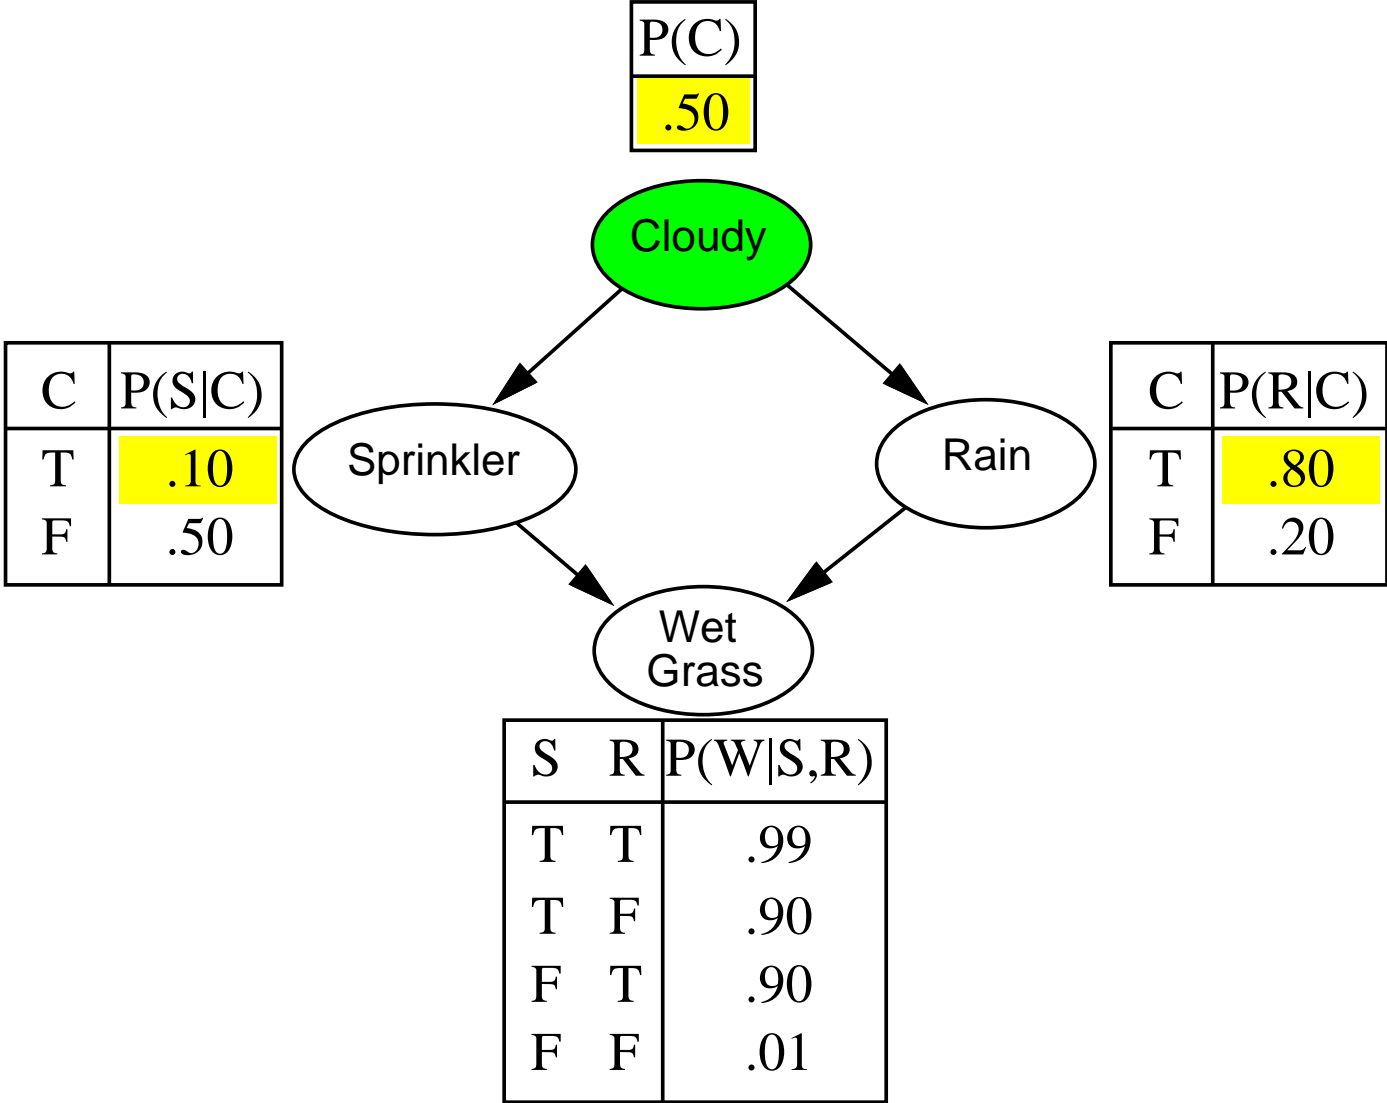 P(C)
.50
Cloudy
C P(S|C)
T .10
F .50
Sprinkler
Rain
C P(R|C)
T .80
F .20
Wet
Grass
S R P(W|S,R)
T T .99
T F .90
F T .90
F F .01